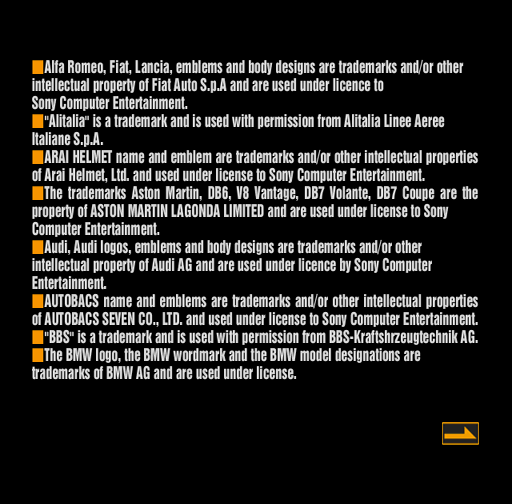 Alfa Romeo, Fiat, Lancia, emblems and body designs are trademarks and/or other
intellectual property of Fiat Auto S.p.A and are used under licence to
Sony Computer Entertainment.
"Alitalia" is a trademark and is used with permission from Alitalia Linee Aeree
Italiane S.p.A.
ARAI HELMET name and emblem are trademarks and/or other intellectual properties
of Arai Helmet, Ltd. and used under license to Sony Computer Entertainment.
The trademarks Aston Martin, DB6, V8 Vantage, DB7 Volante, DB7 Coupe are the
property of ASTON MARTIN LAGONDA LIMITED and are used under license to Sony
Computer Entertainment.
Audi, Audi logos, emblems and body designs are trademarks and/or other
intellectual property of Audi AG and are used under licence by Sony Computer
Entertainment.
AUTOBACS name and emblems are trademarks and/or other intellectual properties
of AUTOBACS SEVEN CO., LTD. and used under license to Sony Computer Entertainment.
"BBS" is a trademark and is used with permission from BBS-Kraftshrzeugtechnik AG.
The BMW logo, the BMW wordmark and the BMW model designations are
trademarks of BMW AG and are used under license.